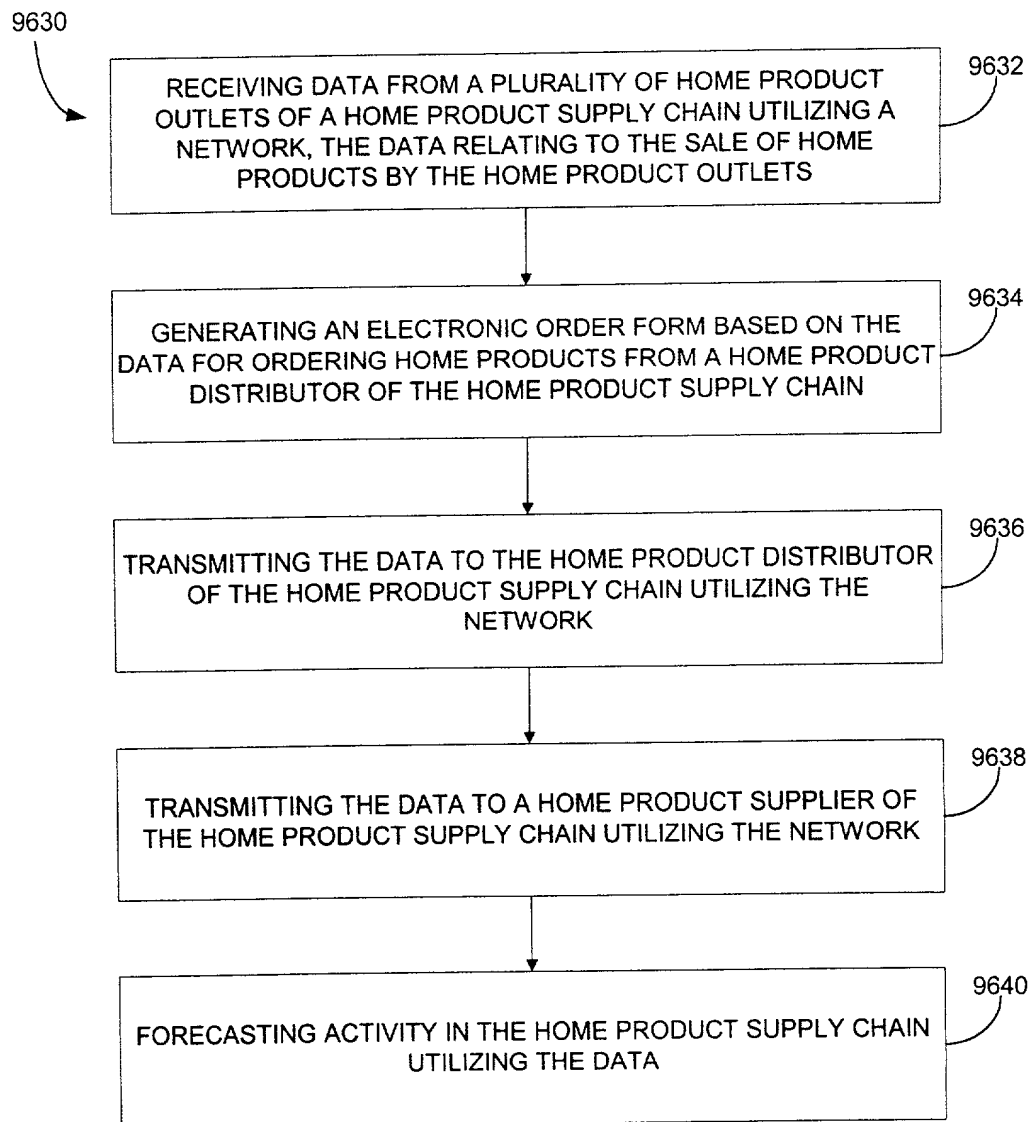 9630
9632
RECEIVING DATA FROM A PLURALITY OF HOME PRODUCT
OUTLETS OF A HOME PRODUCT SUPPLY CHAIN UTILIZING A
NETWORK, THE DATA RELATING TO THE SALE OF HOME
PRODUCTS BY THE HOME PRODUCT OUTLETS
9634
GENERATING AN ELECTRONIC ORDER FORM BASED ON THE
DATA FOR ORDERING HOME PRODUCTS FROM A HOME PRODUCT
DISTRIBUTOR OF THE HOME PRODUCT SUPPLY CHAIN
9636
TRANSMITTING THE DATA TO THE HOME PRODUCT DISTRIBUTOR
OF THE HOME PRODUCT SUPPLY CHAIN UTILIZING THE
NETWORK
9638
TRANSMITTING THE DATA TO A HOME PRODUCT SUPPLIER OF
THE HOME PRODUCT SUPPLY CHAIN UTILIZING THE NETWORK
9640
FORECASTING ACTIVITY IN THE HOME PRODUCT SUPPLY CHAIN
UTILIZING THE DATA